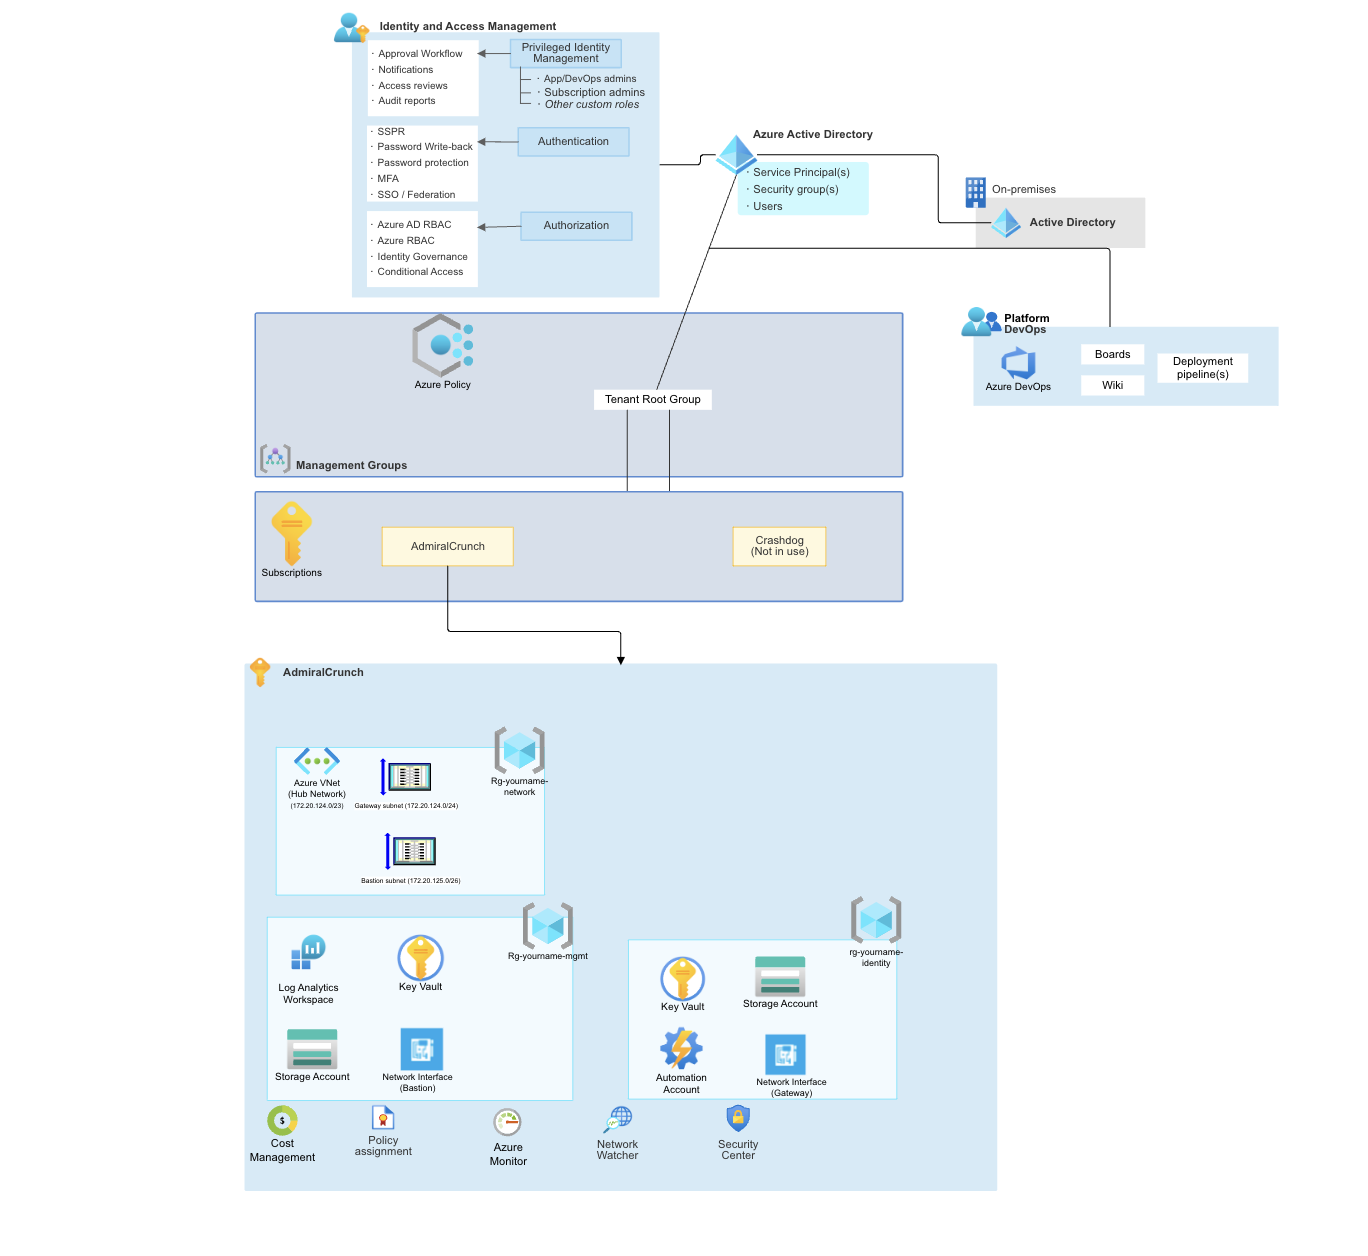 Identity and Access Management
· Approval Workflow
· Notifications
· Access reviews
· Audit reports
Privileged Identity
Management
· App/DevOps admins
· Subscription admins
· Other custom roles
· SSPR
· Password Write-back
· Password protection
· MFA
· SSO / Federation
Authentication
· Azure AD RBAC
· Azure RBAC
· Identity Governance
· Conditional Access
Authorization
Azure Active Directory
· Service Principal(s)
· Security group(s)
· Users
On-premises
Active Directory
Platform
DevOps
Azure DevOps
Boards
Wiki
Deployment
pipeline(s)
Azure Policy
Tenant Root Group
Management Groups
Subscriptions
AdmiralCrunch
Crashdog
(Not in use)
AdmiralCrunch
Azure VNet
(Hub Network)
(172.20.124.0/23)
Gateway subnet (172.20.124.0/24)
Rg-yourname-
network
Bastion subnet (172.20.125.0/26)
Rg-yourname-mgmt
Log Analytics
Workspace
Key Vault
Storage Account
Network Interface
(Bastion)
rg-yourname-
identity
Key Vault
Storage Account
Automation
Account
Network Interface
(Gateway)
$
Cost
Management
Policy
assignment
Azure
Monitor
Network
Watcher
Security
Center